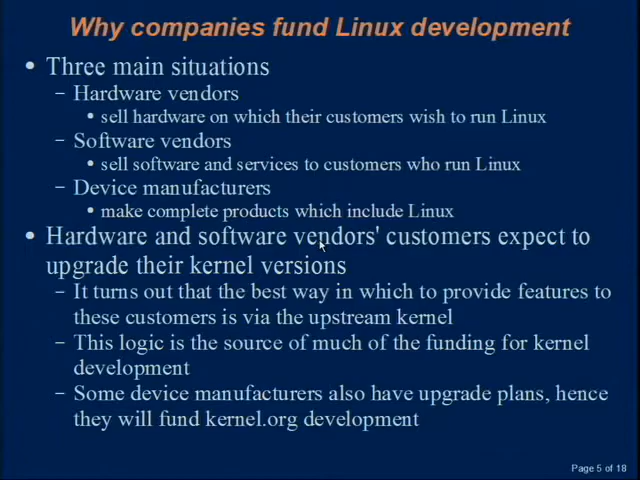 Why companies fund Linux development
• Three main situations
– Hardware vendors
• sell hardware on which their customers wish to run Linux
– Software vendors
• sell software and services to customers who run Linux
– Device manufacturers
• make complete products which include Linux
• Hardware and software vendors' customers expect to
upgrade their kernel versions
– It turns out that the best way in which to provide features to
these customers is via the upstream kernel
– This logic is the source of much of the funding for kernel
development
– Some device manufacturers also have upgrade plans, hence
they will fund kernel.org development
Page 5 of 18